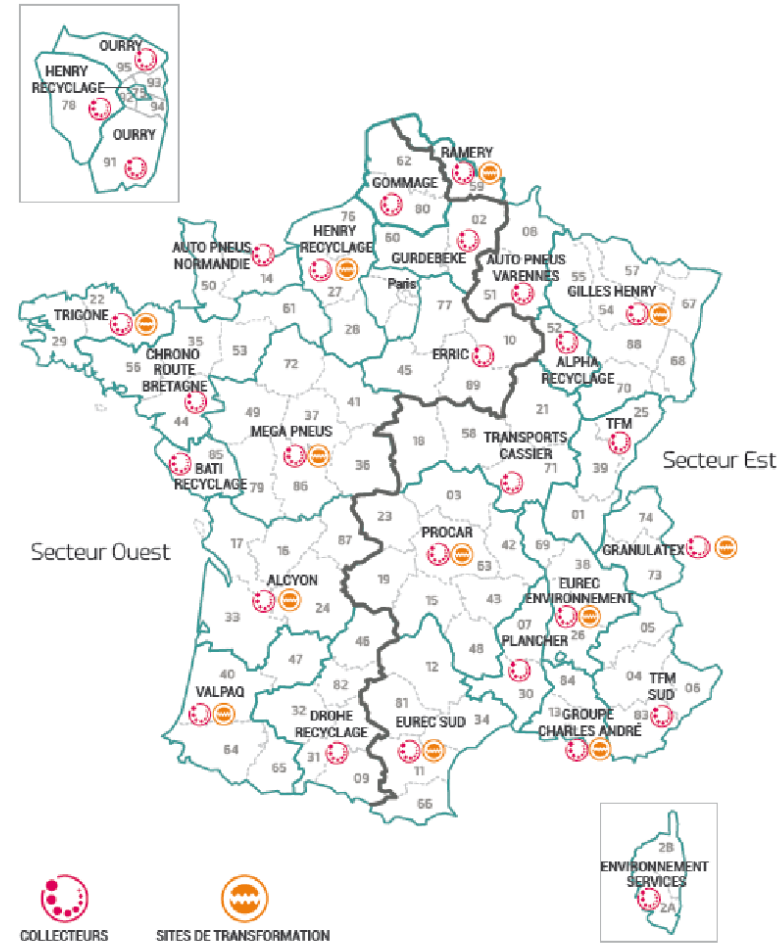 OURRY
95
HENRY
RECYCLAGE
93
75
92
78
94
OURRY
91
RAMERY
62
59
GOMMAGE
80
02
76
08
HENRY
RECYCLAGE
AUTO PNEUS
NORMANDIE
60
GURDEBEKE
AUTO PNEUS
VARENNES
57
55
GILLES HENRY
50
14
Paris
27
77
51
54
67
22
TRIGONE
61
28
10
52
88
29
35
CHRONO
ROUTE
BRETAGNE
53
72
ERRIC
ALPHA
RECYCLAGE
68
56
45
89
70
44
49
37
41
21
25
MEGA PNEUS
18
58
TRANSPORTS
CASSIER
TFM
Secteur Est
85
BATI
RECYCLAGE
79
86
36
71
39
03
01
74
Secteur Ouest
17
16
87
23
PROCAR
42
69
38
GRANULATEX
73
ALCYON
63
EUREC
ENVIRONNEMENT
33
24
19
15
43
07
26
05
PLANCHER
46
48
40
47
12
84
04
TFM
SUD
06
VALPAQ
82
81
30
13
83
32
DROHE
RECYCLAGE
EUREC SUD
34
GROUPE
CHARLES ANDRÉ
64
31
65
09
11
66
2B
ENVIRONNEMENT
SERVICES
2A
COLLECTEURS
SITES DE TRANSFORMATION